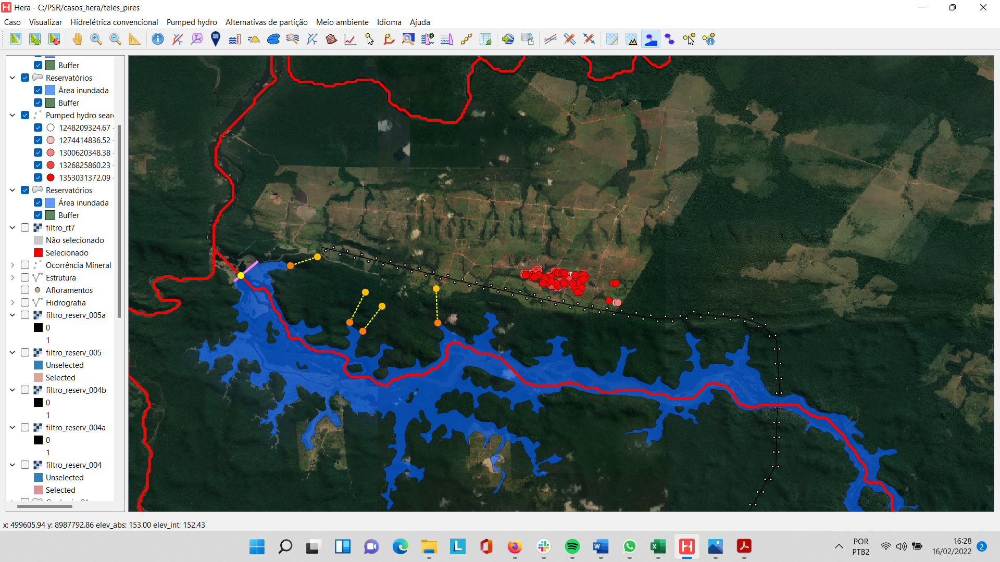 Hera - C:/PSR/casos_hera/teles_pires
Caso Visualizar Hidrelétrica convencional Pumped hydro Alternativas de partição Meio ambiente Idioma Ajuda
Buffer
Reservatórios
Área inundada
Buffer
Pumped hydro sear
1248209324.67 -
1274414836.52 -
1300620348.38 -
1326825860.23 -
1353031372.09 -
Reservatórios
Área inundada
Buffer
filtro_rt7
Não selecionado
Selecionado
Ocorrência Mineral
Estrutura
Afloramentos
Hidrografia
filtro_reserv_005a
0
1
filtro_reserv_005
Unselected
Selected
filtro_reserv_004b
0
1
filtro_reserv_004a
0
1
filtro_reserv_004
Unselected
Selected
x: 499605.94 y: 8987792.86 elev_abs: 153.00 elev_int: 152.43
POR
PTB2
16:28
16/02/2022
2